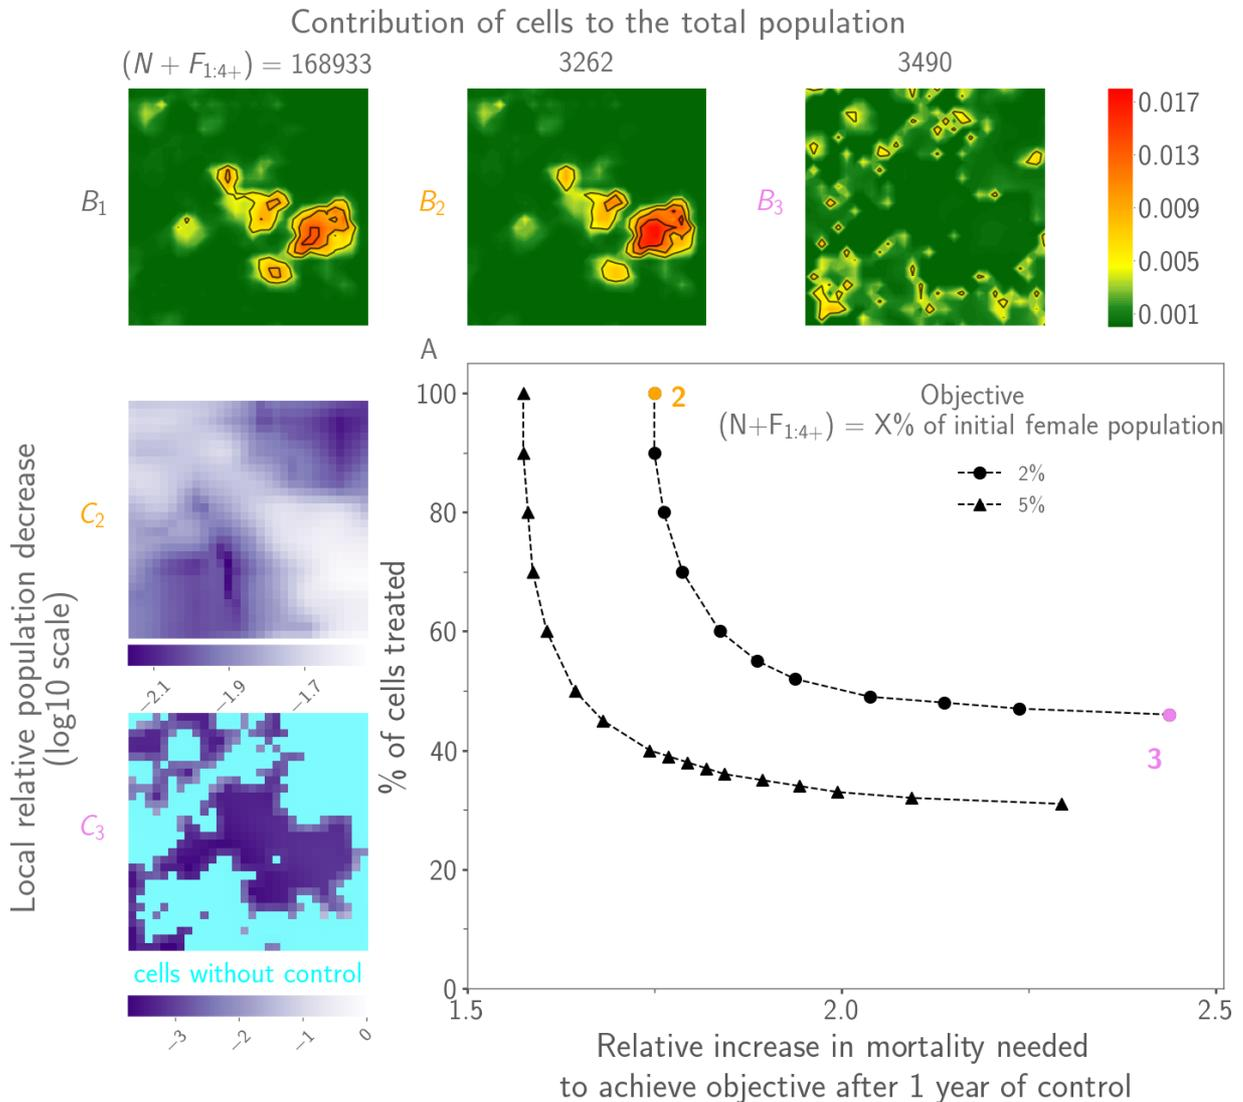 Contribution of cells to the total population
(N + F1:4+) = 168933
3262
3490
B1
B2
B3
0.017
0.013
0.009
0.005
0.001
A
Local relative population decrease
(log10 scale)
C2
−2.1
−1.9
−1.7
C3
cells without control
−3
−2
−1
0
% of cells treated
100
80
60
40
20
0
2
Objective
(N+F1:4+) = X% of initial female population
2%
5%
3
1.5
2.0
2.5
Relative increase in mortality needed
to achieve objective after 1 year of control